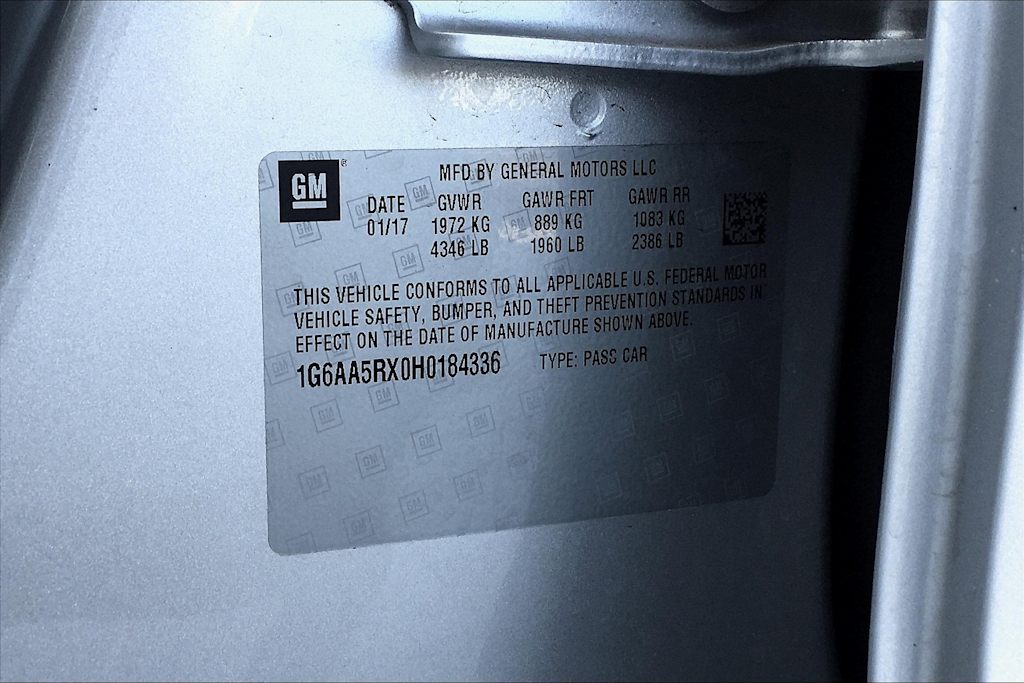 GM ®
MFD BY GENERAL MOTORS LLC
DATE GVWR GAWR FRT GAWR RR
01/17 1972 KG 889 KG 1083 KG
4346 LB 1960 LB 2386 LB
THIS VEHICLE CONFORMS TO ALL APPLICABLE U.S. FEDERAL MOTOR
VEHICLE SAFETY, BUMPER, AND THEFT PREVENTION STANDARDS IN
EFFECT ON THE DATE OF MANUFACTURE SHOWN ABOVE.
1G6AA5RX0H0184336 TYPE: PASS CAR